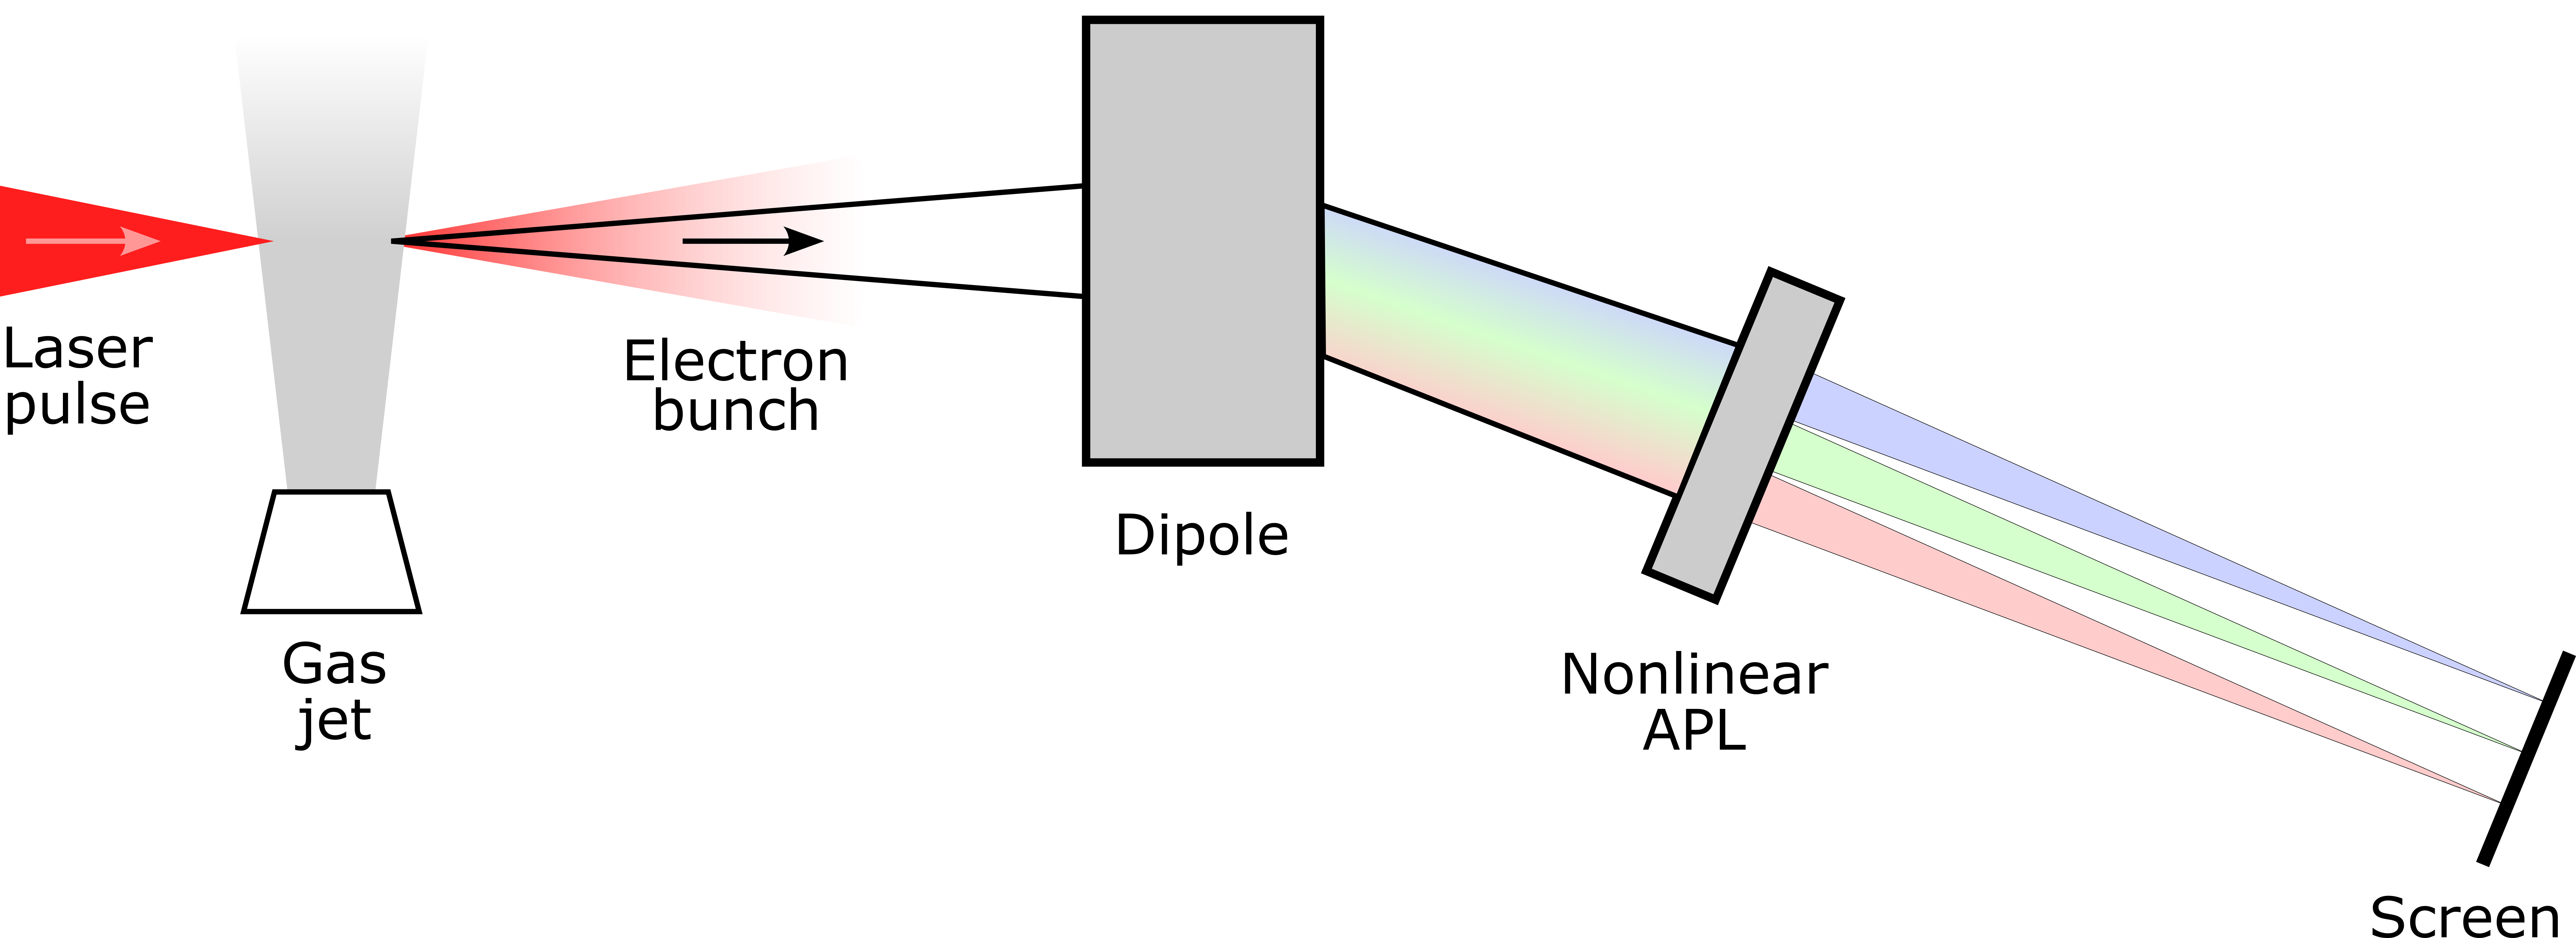 Laser
pulse
Gas
jet
Electron
bunch
Dipole
Nonlinear
APL
Screen